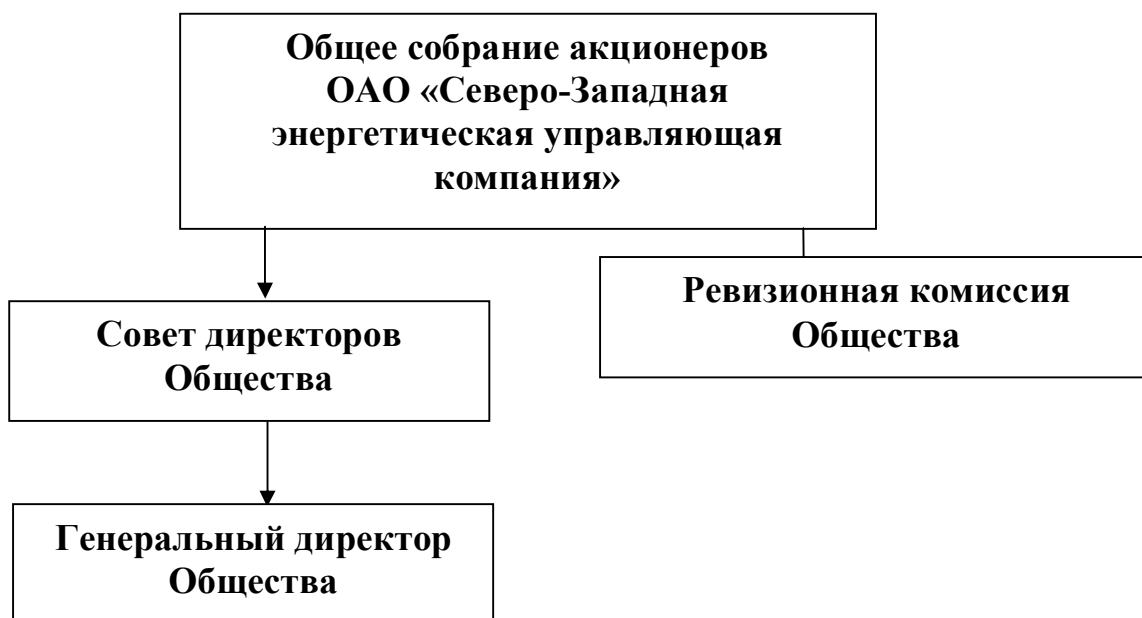 Общее собрание акционеров
ОАО «Северо-Западная
энергетическая управляющая
компания»
Ревизионная комиссия
Общества
Совет директоров
Общества
Генеральный директор
Общества